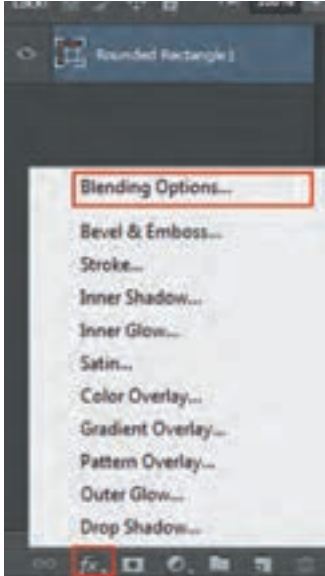 Rounded Rectangle 1
Blending Options...
Bevel & Emboss...
Stroke...
Inner Shadow...
Inner Glow...
Satin...
Color Overlay...
Gradient Overlay...
Pattern Overlay...
Outer Glow...
Drop Shadow...
fx.